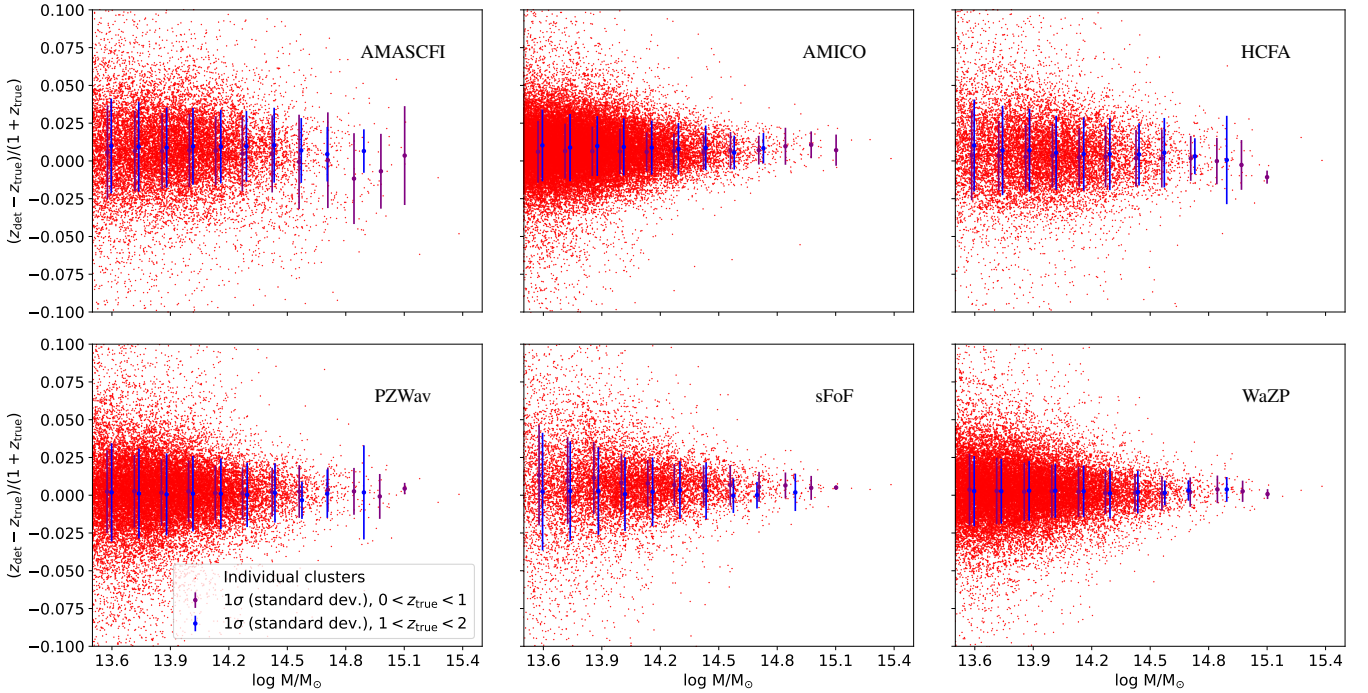 AMASCFI
AMICO
HCFA
(z_det − z_true)/(1 + z_true)
0.100
0.075
0.050
0.025
0.000
−0.025
−0.050
−0.075
−0.100
PZWav
sFoF
WaZP
(z_det − z_true)/(1 + z_true)
0.100
0.075
0.050
0.025
0.000
−0.025
−0.050
−0.075
−0.100
Individual clusters
1σ (standard dev.), 0 < z_true < 1
1σ (standard dev.), 1 < z_true < 2
13.6 13.9 14.2 14.5 14.8 15.1 15.4
13.6 13.9 14.2 14.5 14.8 15.1 15.4
13.6 13.9 14.2 14.5 14.8 15.1 15.4
log M/M☉
log M/M☉
log M/M☉